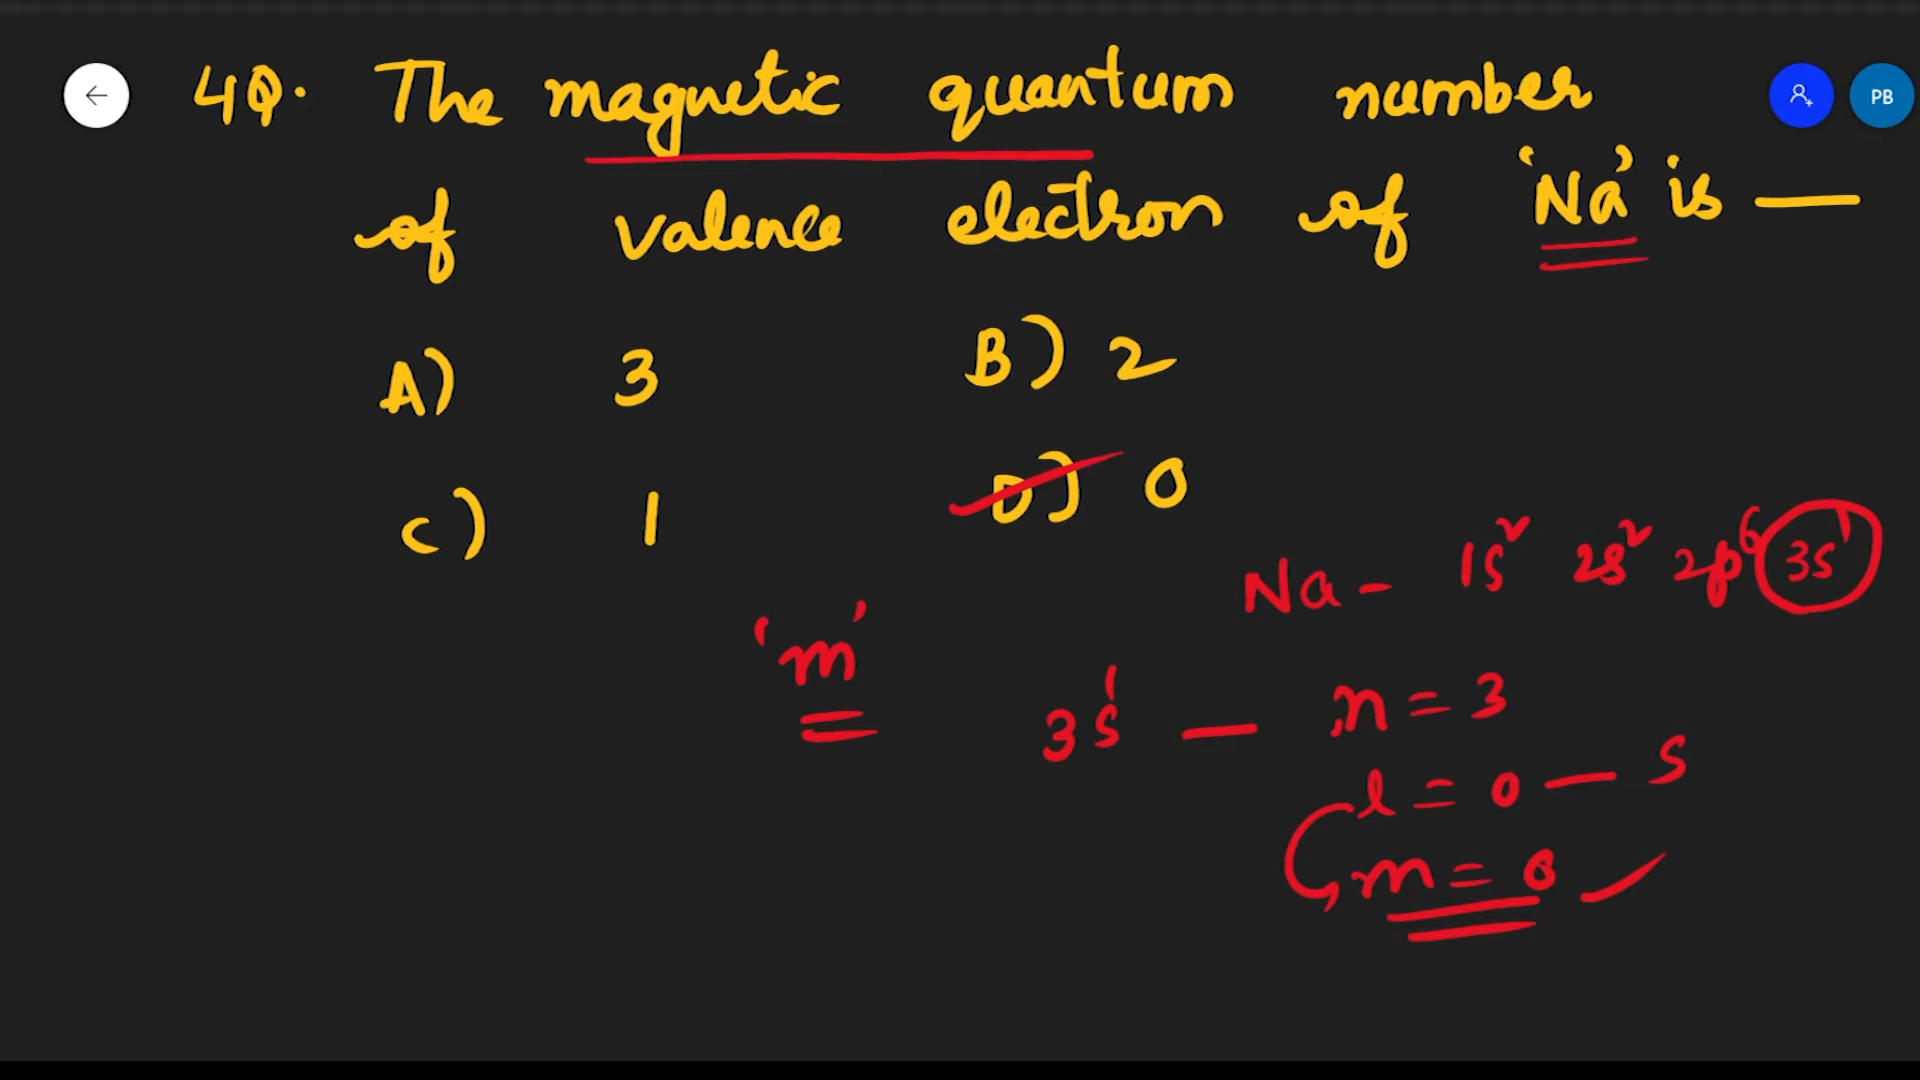 4Q. The magnetic quantum number
of valence electron of 'Na' is —
A) 3 B) 2
C) 1 D) 0
Na - 1s² 2s² 2p⁶ 3s¹
'm'
3s¹ — n = 3
l = 0 — s
m = 0
PB